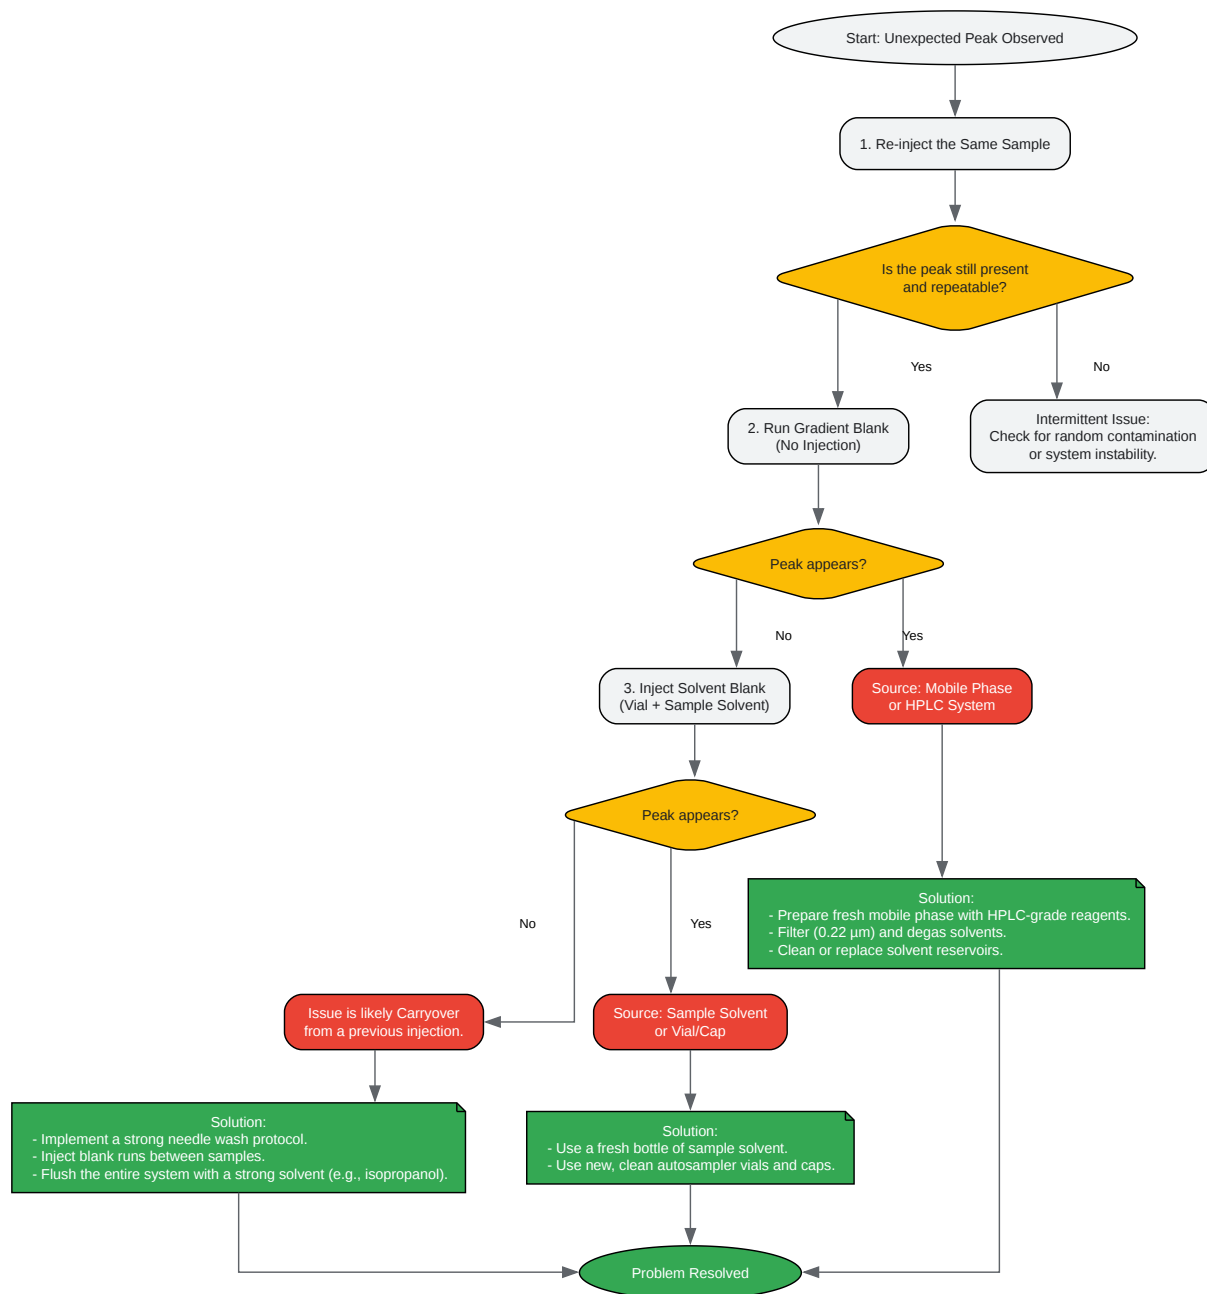 Start: Unexpected Peak Observed
1. Re-inject the Same Sample
Is the peak still present
and repeatable?
Yes
No
2. Run Gradient Blank
(No Injection)
Intermittent Issue:
Check for random contamination
or system instability.
Peak appears?
No
Yes
3. Inject Solvent Blank
(Vial + Sample Solvent)
Source: Mobile Phase
or HPLC System
Peak appears?
No
Yes
Solution:
- Prepare fresh mobile phase with HPLC-grade reagents.
- Filter (0.22 µm) and degas solvents.
- Clean or replace solvent reservoirs.
Issue is likely Carryover
from a previous injection.
Source: Sample Solvent
or Vial/Cap
Solution:
- Implement a strong needle wash protocol.
- Inject blank runs between samples.
- Flush the entire system with a strong solvent (e.g., isopropanol).
Solution:
- Use a fresh bottle of sample solvent.
- Use new, clean autosampler vials and caps.
Problem Resolved